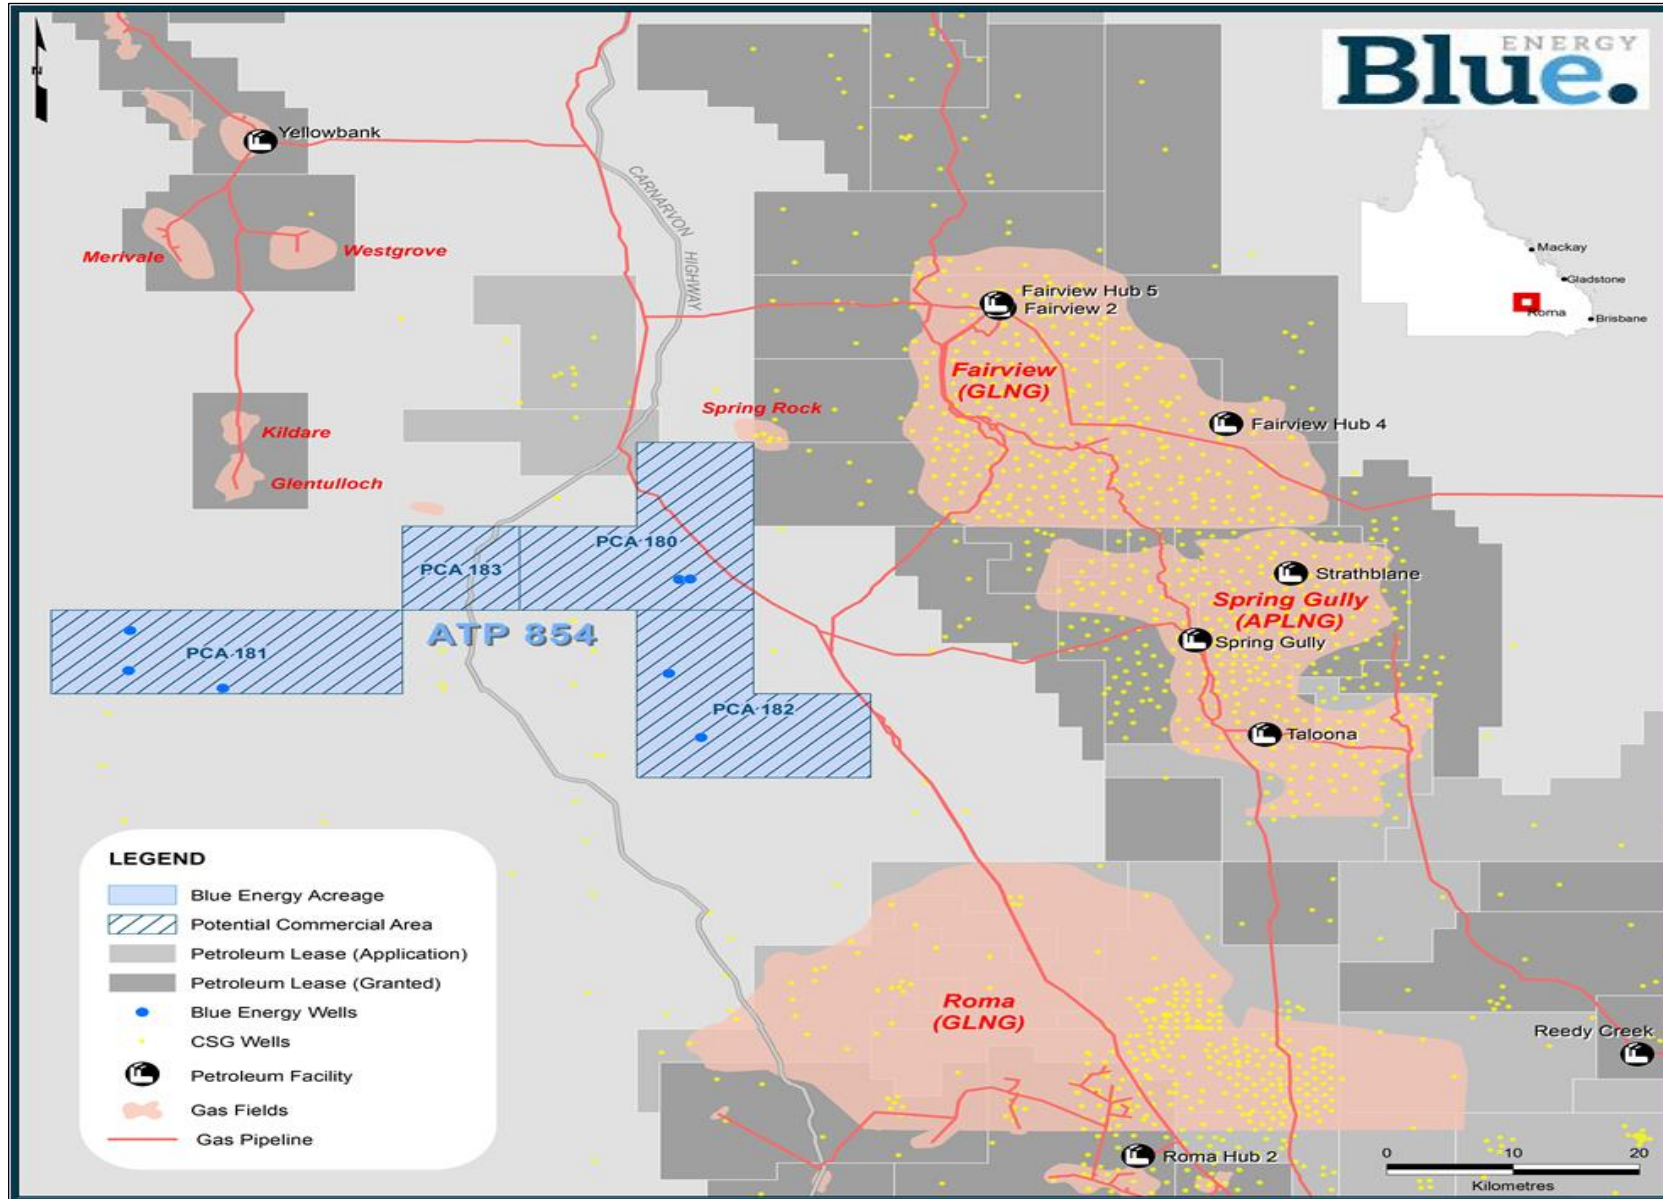 N
ENERGY
Blue.
Yellowbank
CARNARVON HIGHWAY
Merivale
Westgrove
Mackay
Gladstone
Roma
Brisbane
Fairview Hub 5
Fairview 2
Fairview
(GLNG)
Spring Rock
Fairview Hub 4
Kildare
Glentulloch
PCA 180
PCA 183
Strathblane
Spring Gully
(APLNG)
ATP 854
Spring Gully
PCA 181
PCA 182
Taloona
LEGEND
Blue Energy Acreage
Potential Commercial Area
Petroleum Lease (Application)
Petroleum Lease (Granted)
Blue Energy Wells
CSG Wells
Petroleum Facility
Gas Fields
Gas Pipeline
Roma
(GLNG)
Reedy Creek
Roma Hub 2
0 10 20
Kilometres